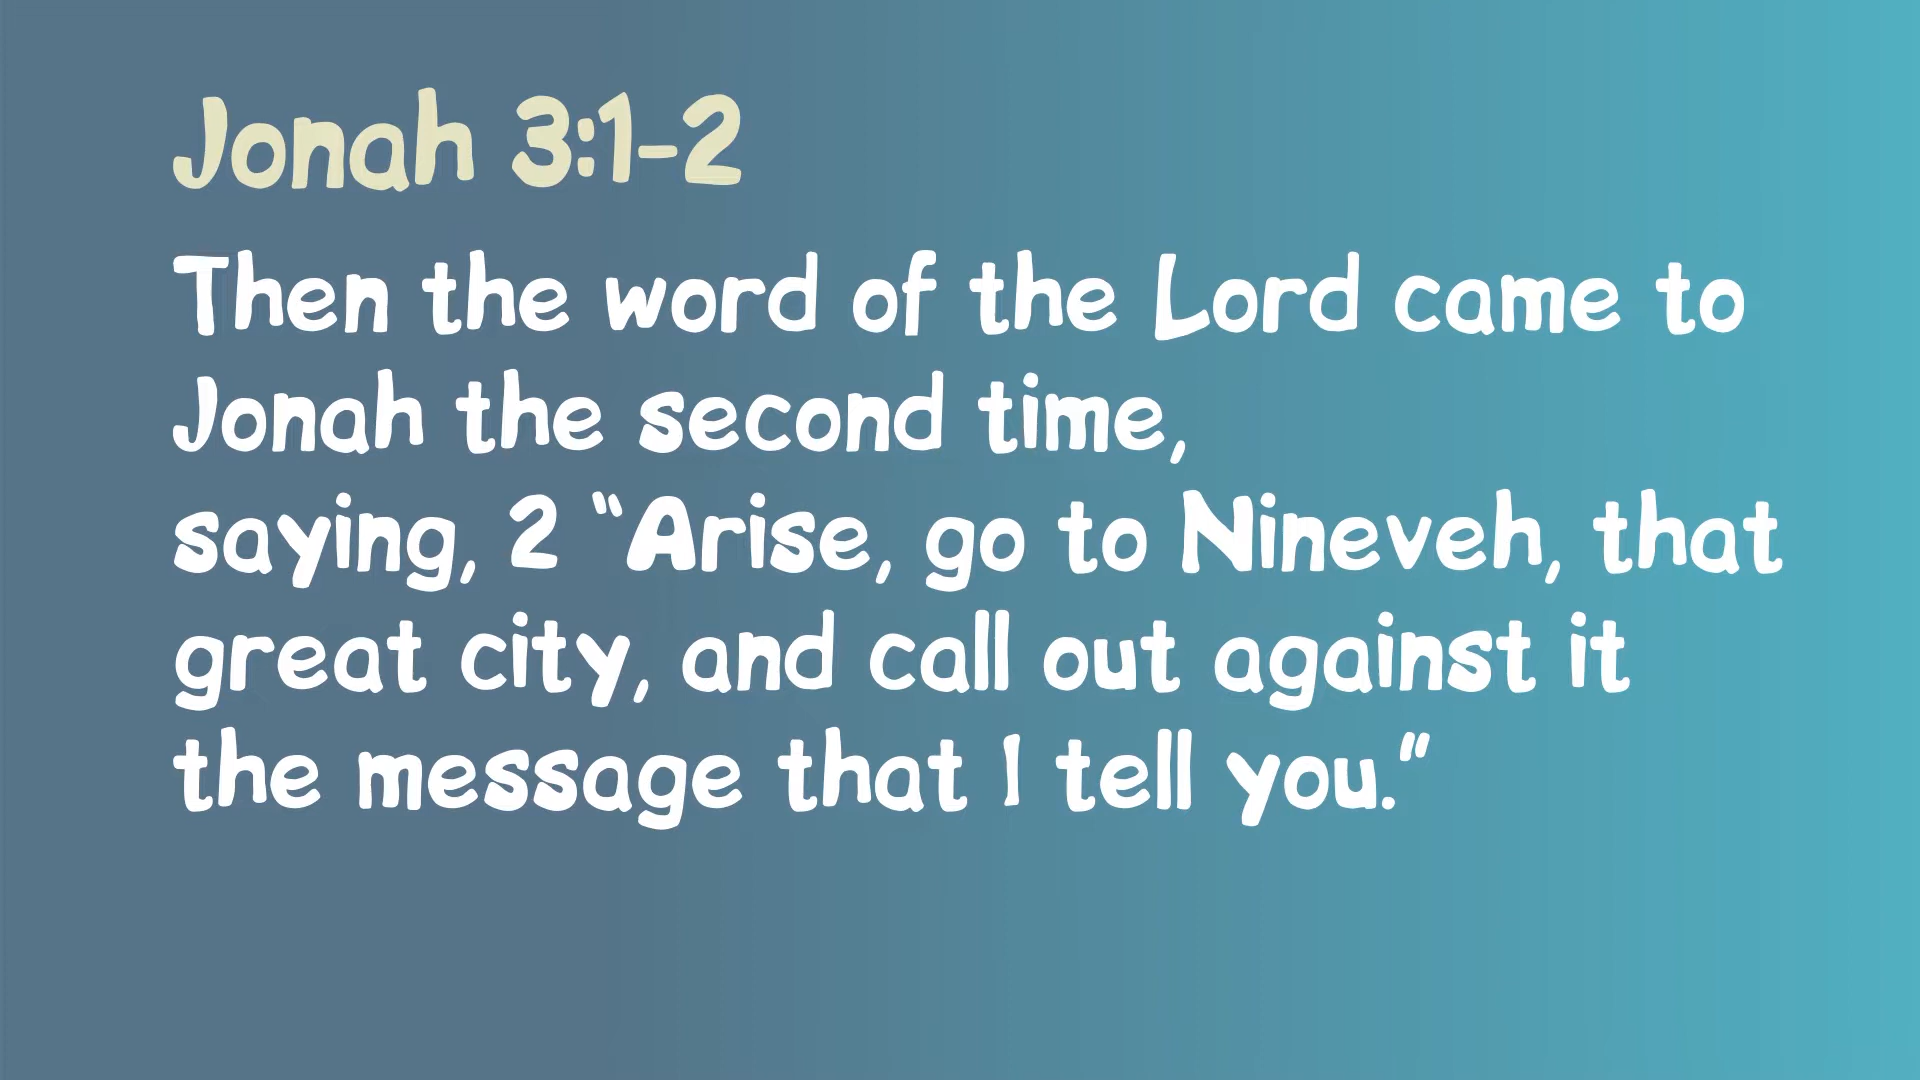 Jonah 3:1-2
Then the word of the Lord came to
Jonah the second time,
saying, 2 “Arise, go to Nineveh, that
great city, and call out against it
the message that I tell you.”